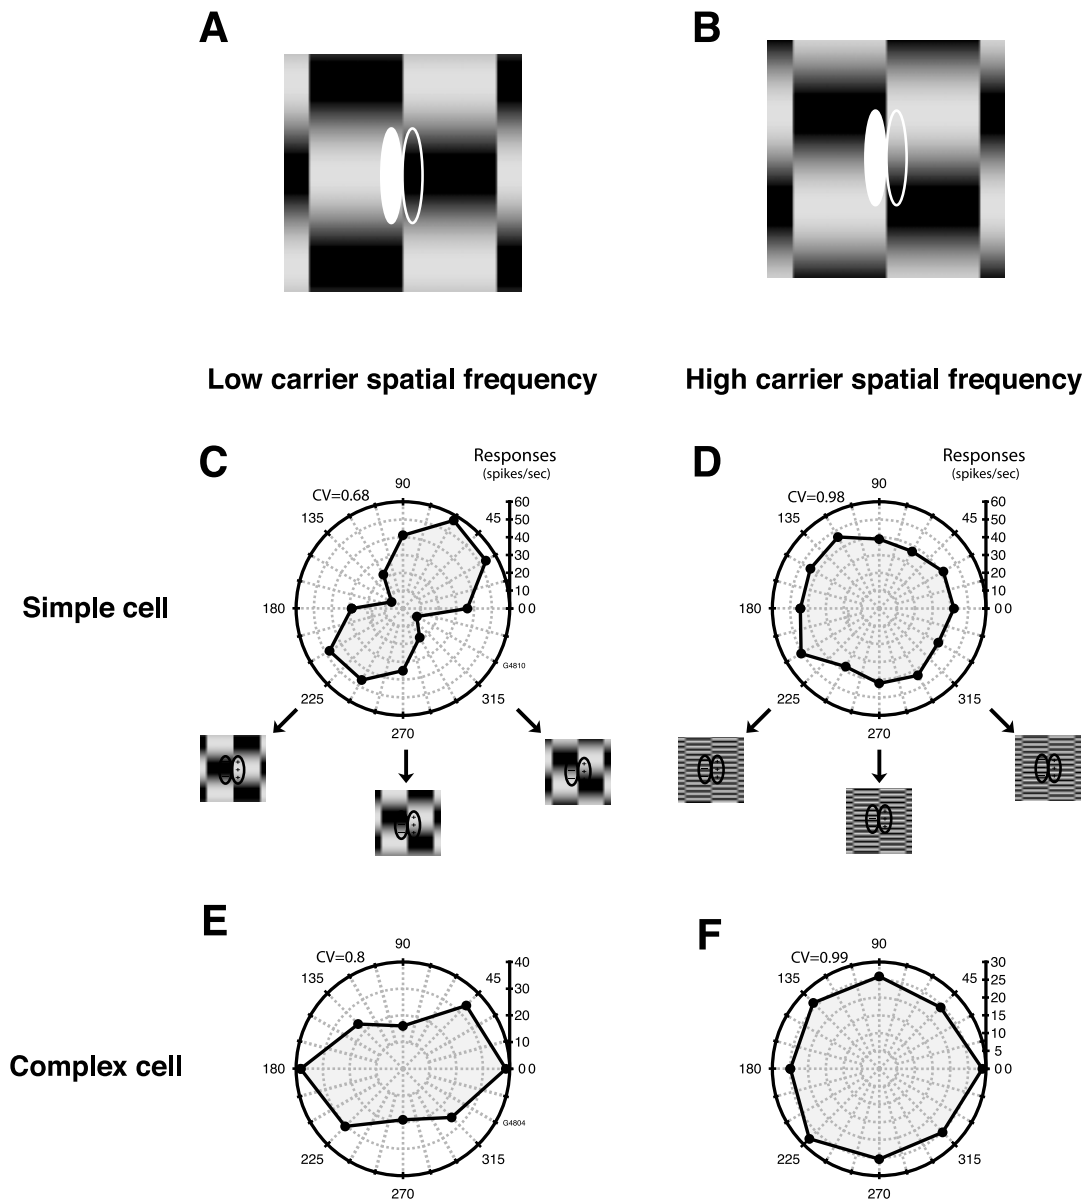 A
B
Low carrier spatial frequency
High carrier spatial frequency
C
D
Responses
(spikes/sec)
Responses
(spikes/sec)
90
90
CV=0.68
CV=0.98
60
50
40
30
20
10
0
60
50
40
30
20
10
0
135
45
135
45
Simple cell
180
0
180
0
G4810
225
315
225
315
270
270
E
F
90
90
CV=0.8
CV=0.99
40
30
20
10
0
30
25
20
15
10
5
0
135
45
135
45
Complex cell
180
0
180
0
G4804
225
315
225
315
270
270